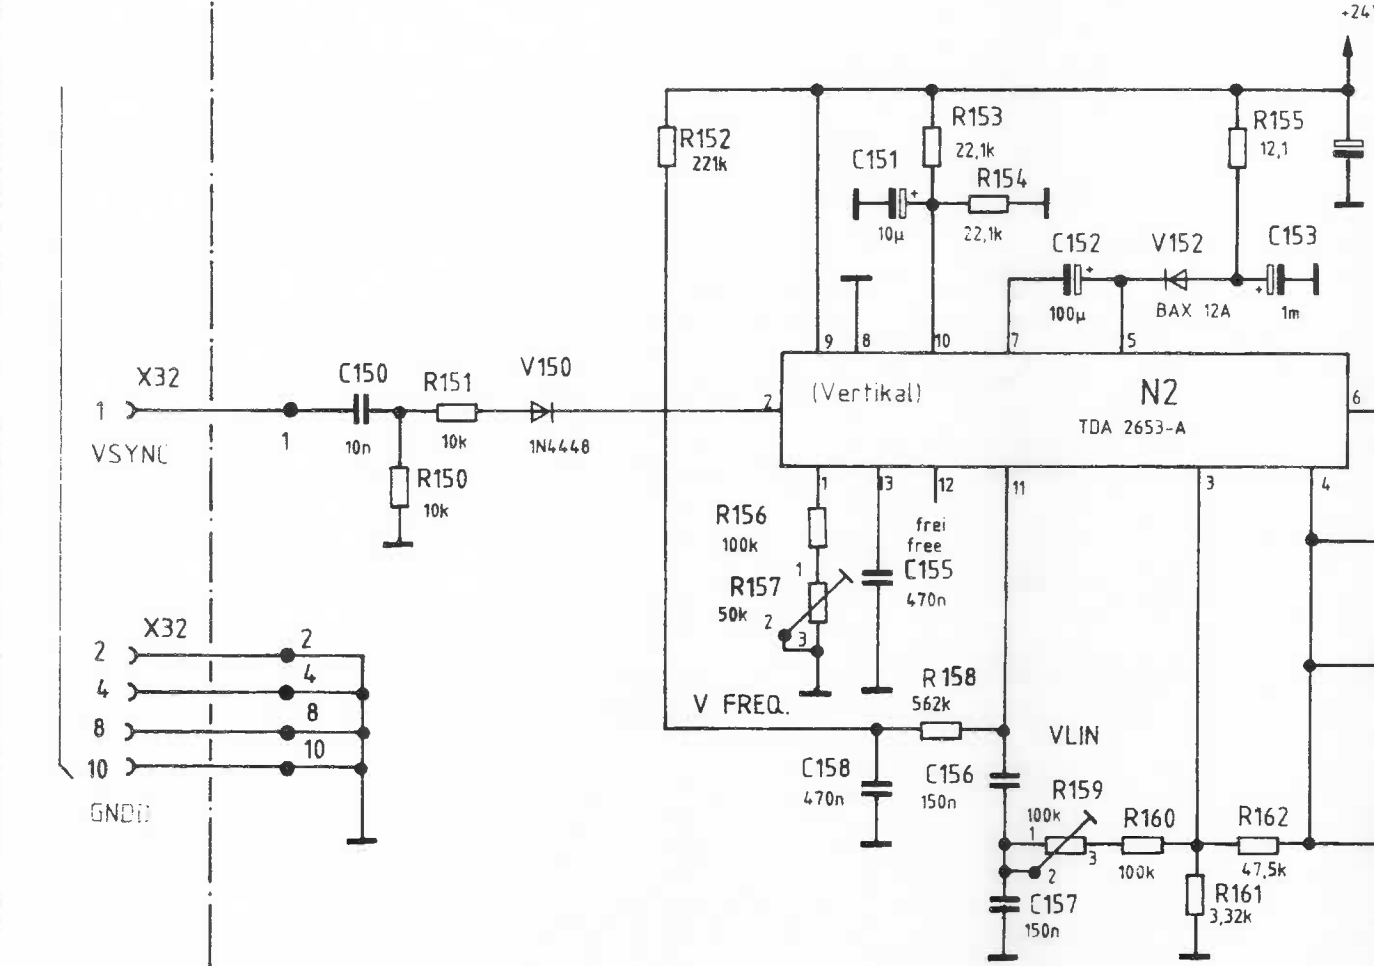 +24V
R152
221k
R153
22,1k
C151
10µ
+
R154
22,1k
R155
12,1
C152
100µ
+
V152
BAX 12A
C153
1m
+
9
8
10
7
5
X32
1
VSYNC
1
C150
10n
R151
10k
R150
10k
V150
1N4448
2
(Vertikal)
N2
TDA 2653-A
6
1
13
12
11
3
4
frei
free
R156
100k
R157
50k
1
2
3
C155
470n
X32
2
2
4
4
8
8
10
10
GND
V FREQ.
R158
562k
C158
470n
C156
150n
VLIN
R159
100k
1
2
3
R160
100k
R162
47,5k
R161
3,32k
C157
150n